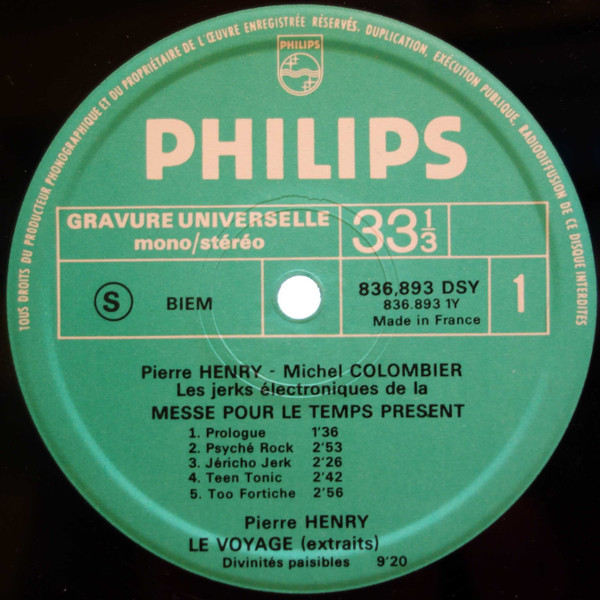 TOUS DROITS DU PRODUCTEUR PHONOGRAPHIQUE ET DU PROPRIÉTAIRE DE L'ŒUVRE ENREGISTRÉE RÉSERVÉS. DUPLICATION, EXÉCUTION PUBLIQUE, RADIODIFFUSION DE CE DISQUE INTERDITES
PHILIPS
PHILIPS
GRAVURE UNIVERSELLE
mono/stéréo
33 1/3
S
BIEM
836,893 DSY
836.893 1Y
Made in France
1
Pierre HENRY - Michel COLOMBIER
Les jerks électroniques de la
MESSE POUR LE TEMPS PRESENT
1. Prologue 1'36
2. Psyché Rock 2'53
3. Jéricho Jerk 2'26
4. Teen Tonic 2'42
5. Too Fortiche 2'56
Pierre HENRY
LE VOYAGE (extraits)
Divinités paisibles 9'20